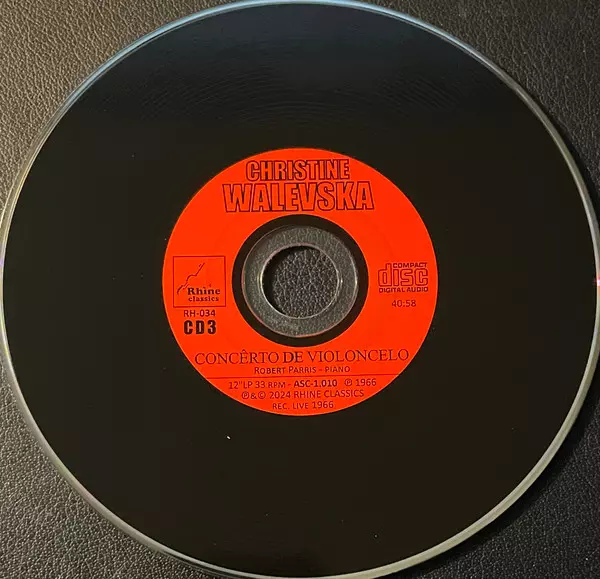 CHRISTINE
WALEVSKA
Rhine
classics
RH-034
CD3
COMPACT
disc
DIGITAL AUDIO
40:58
CONCÊRTO DE VIOLONCELO
ROBERT PARRIS – PIANO
12"LP 33 RPM - ASC-1,010 ℗ 1966
℗&© 2024 RHINE CLASSICS
REC. LIVE 1966